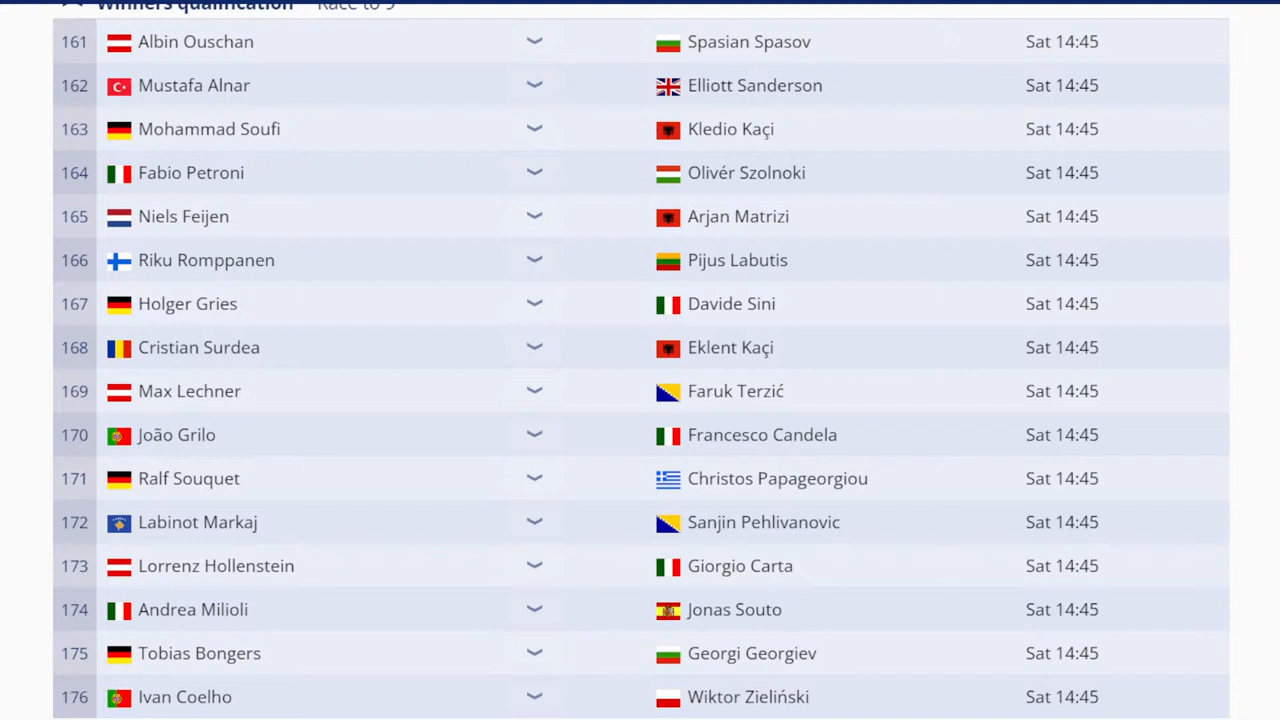 Winners qualification Race to 9
161 Albin Ouschan Spasian Spasov Sat 14:45
162 Mustafa Alnar Elliott Sanderson Sat 14:45
163 Mohammad Soufi Kledio Kaçi Sat 14:45
164 Fabio Petroni Olivér Szolnoki Sat 14:45
165 Niels Feijen Arjan Matrizi Sat 14:45
166 Riku Romppanen Pijus Labutis Sat 14:45
167 Holger Gries Davide Sini Sat 14:45
168 Cristian Surdea Eklent Kaçi Sat 14:45
169 Max Lechner Faruk Terzić Sat 14:45
170 João Grilo Francesco Candela Sat 14:45
171 Ralf Souquet Christos Papageorgiou Sat 14:45
172 Labinot Markaj Sanjin Pehlivanovic Sat 14:45
173 Lorrenz Hollenstein Giorgio Carta Sat 14:45
174 Andrea Milioli Jonas Souto Sat 14:45
175 Tobias Bongers Georgi Georgiev Sat 14:45
176 Ivan Coelho Wiktor Zieliński Sat 14:45